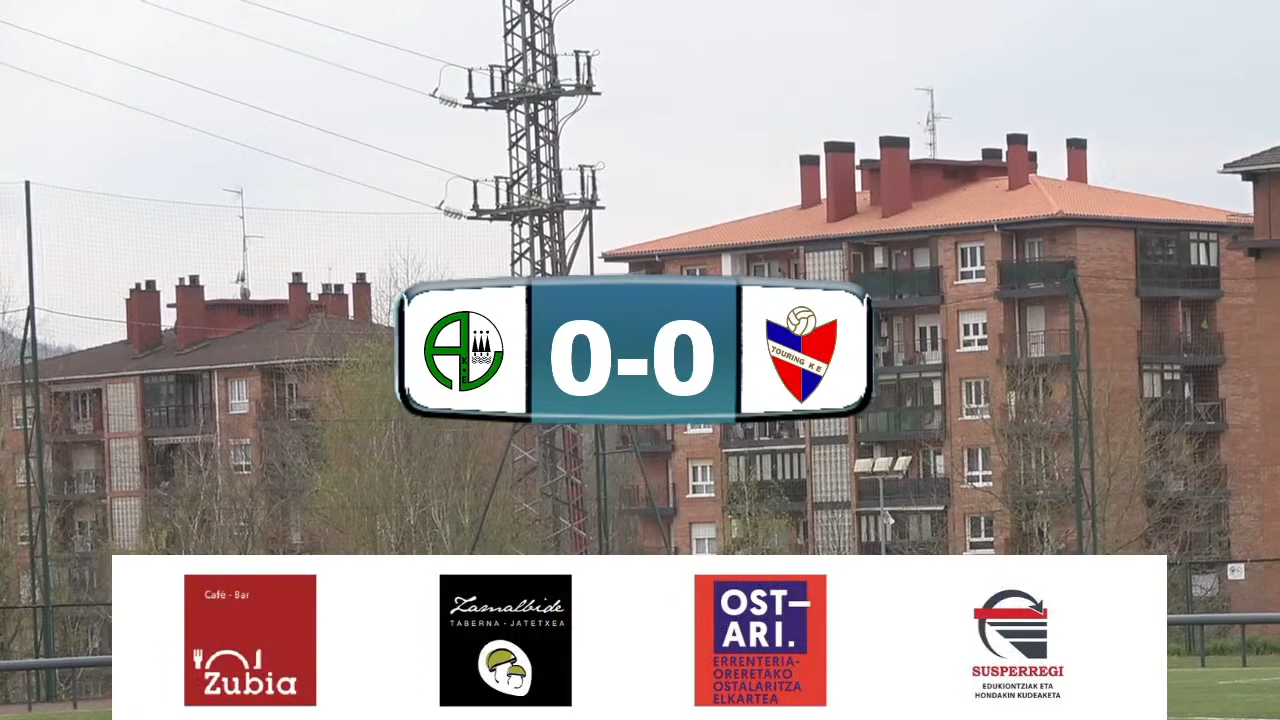 0-0
K
E
TOURING K E
Café - Bar
Zubia
Zamalbide
TABERNA - JATETXEA
OST-
ARI.
ERRENTERIA-
ORERETAKO
OSTALARITZA
ELKARTEA
SUSPERREGI
EDUKIONTZIAK ETA
HONDAKIN KUDEAKETA